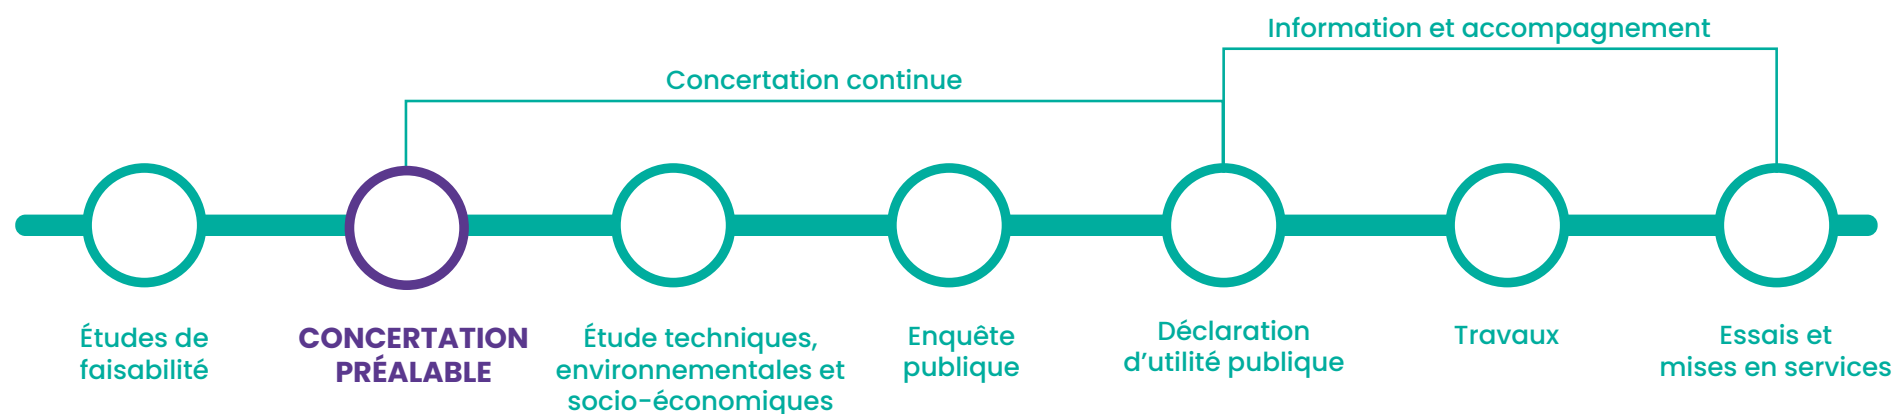 Information et accompagnement
Concertation continue
Études de
faisabilité
CONCERTATION
PRÉALABLE
Étude techniques,
environnementales et
socio-économiques
Enquête
publique
Déclaration
d’utilité publique
Travaux
Essais et
mises en services